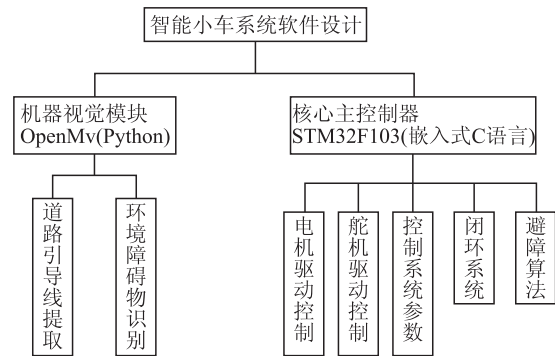 智能小车系统软件设计
机器视觉模块
OpenMv(Python)
核心主控制器
STM32F103(嵌入式C语言)
道路引导线提取
环境障碍物识别
电机驱动控制
舵机驱动控制
控制系统参数
闭环系统
避障算法